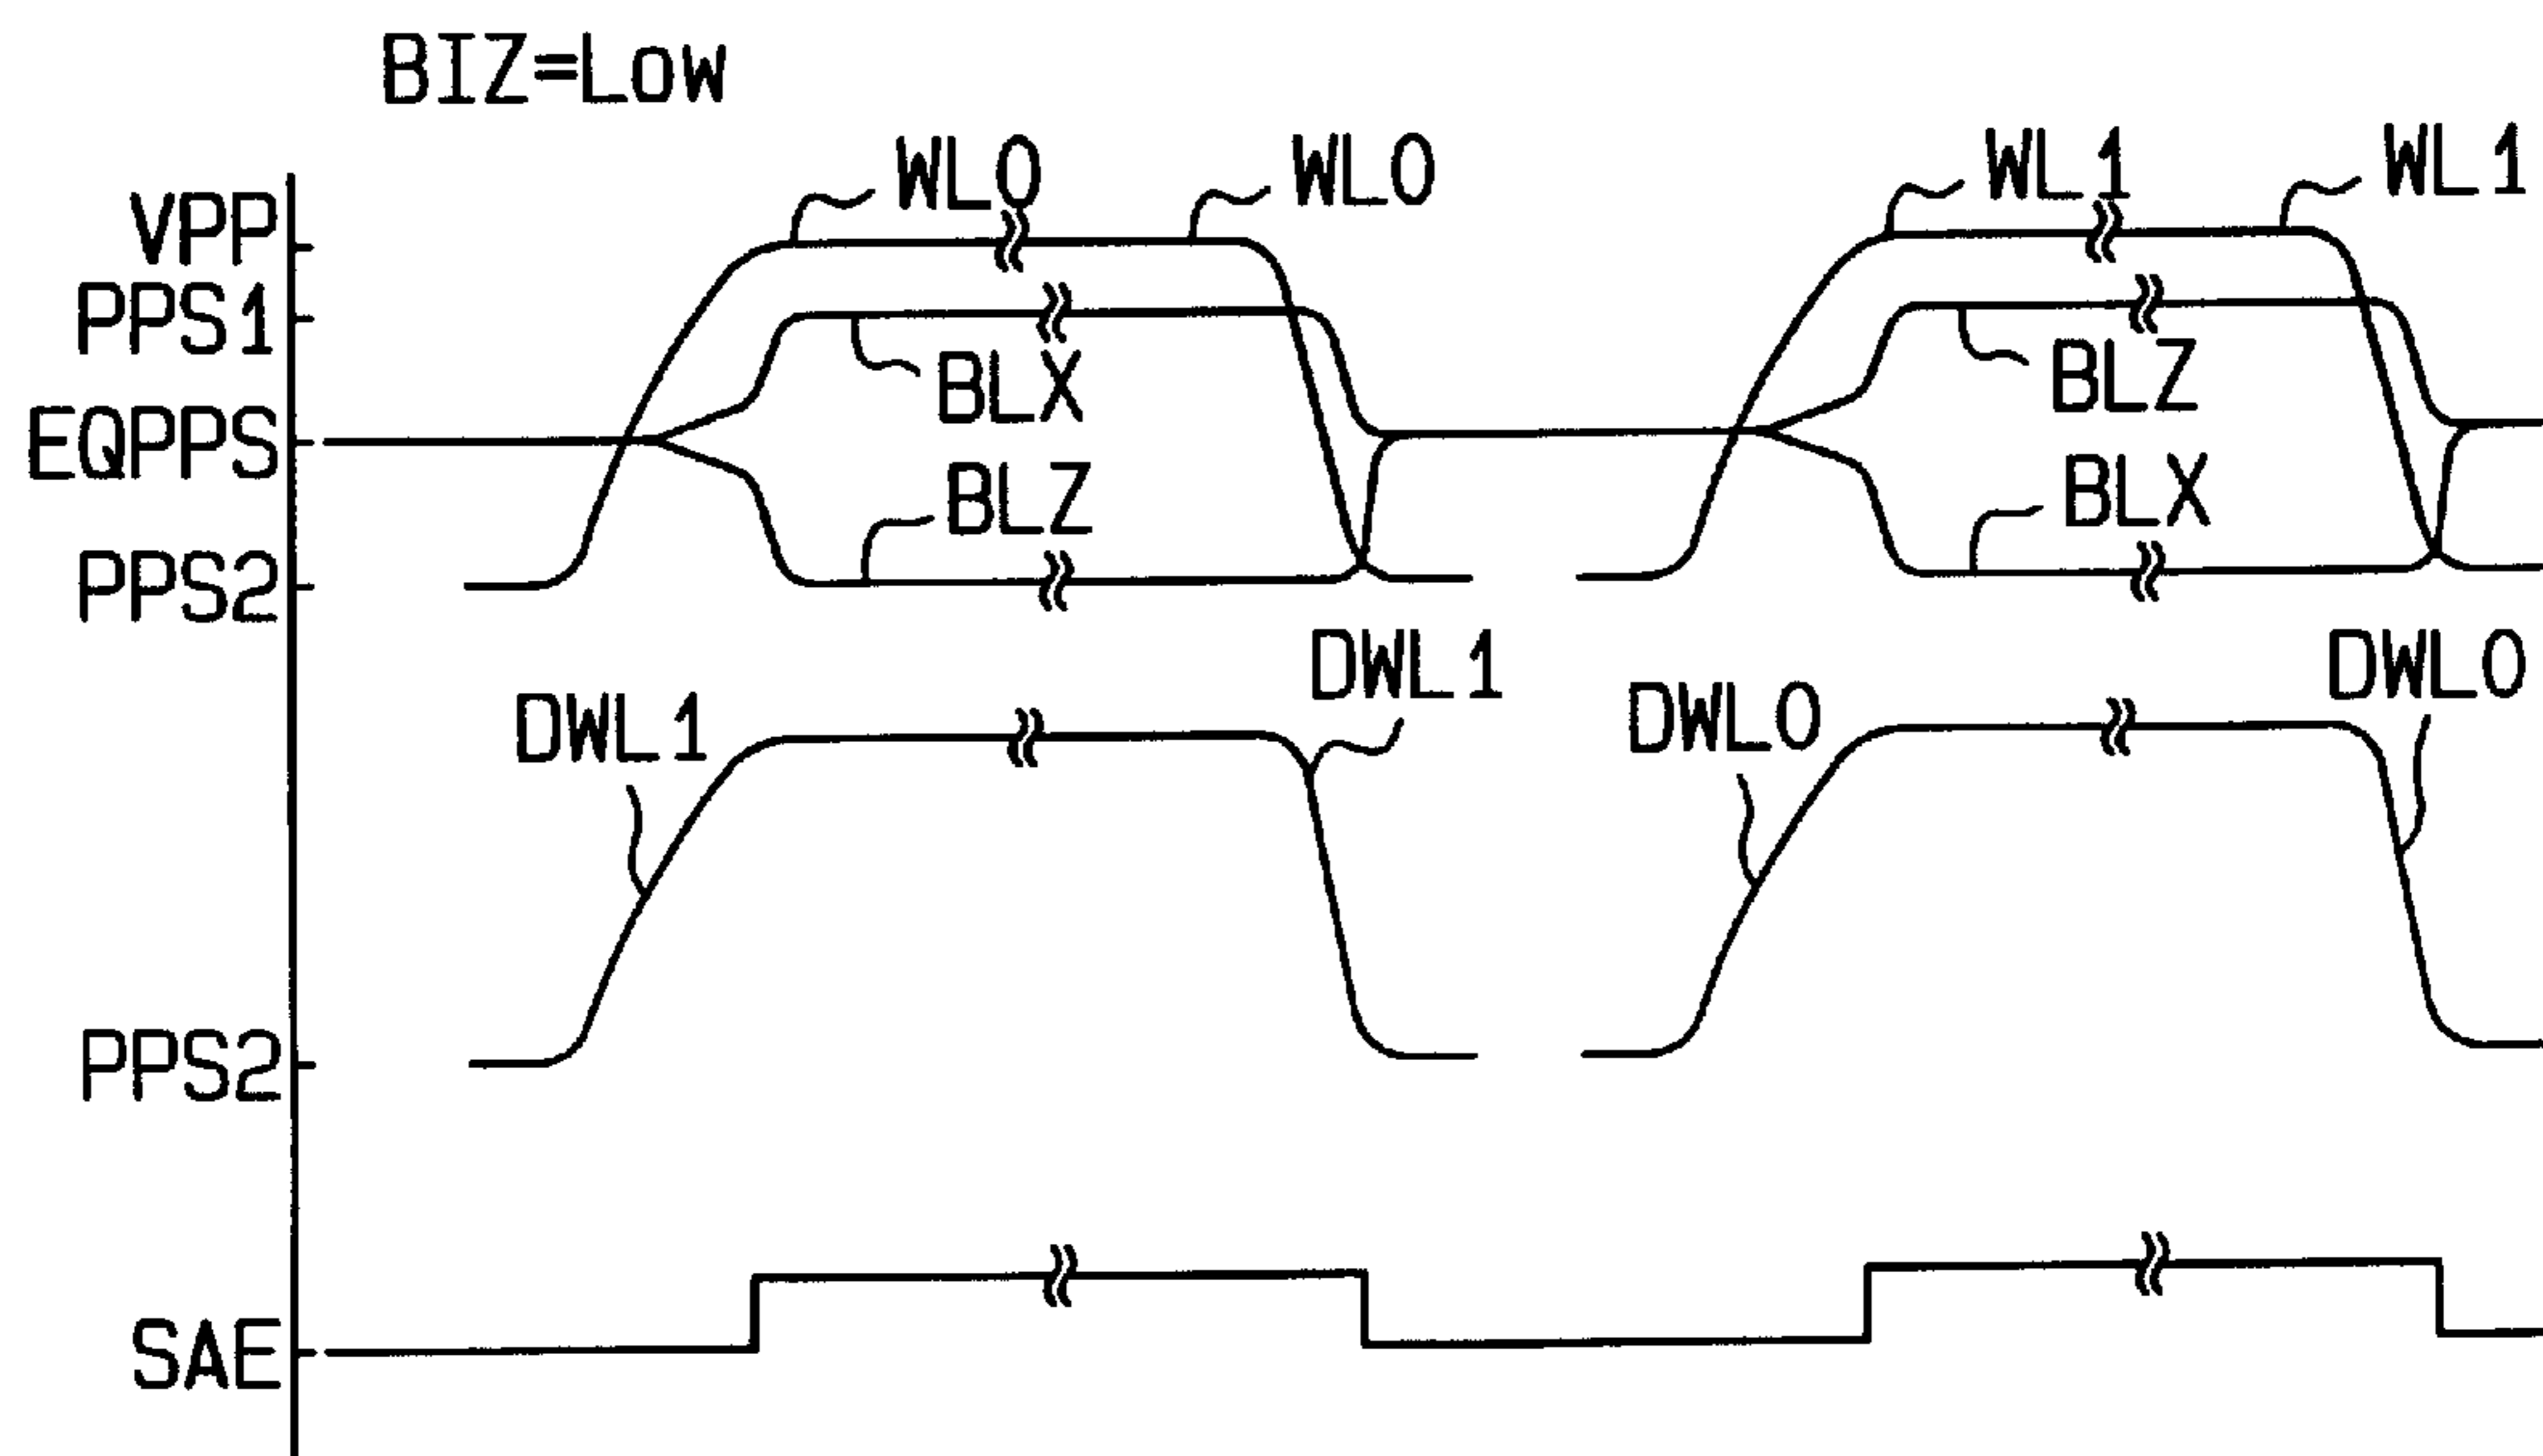 BIZ=Low
WL0 WL0 WL1 WL1
VPP
PPS1
BLX BLZ
EQPPS
BLZ BLX
PPS2
DWL1 DWL1 DWL0 DWL0
PPS2
SAE